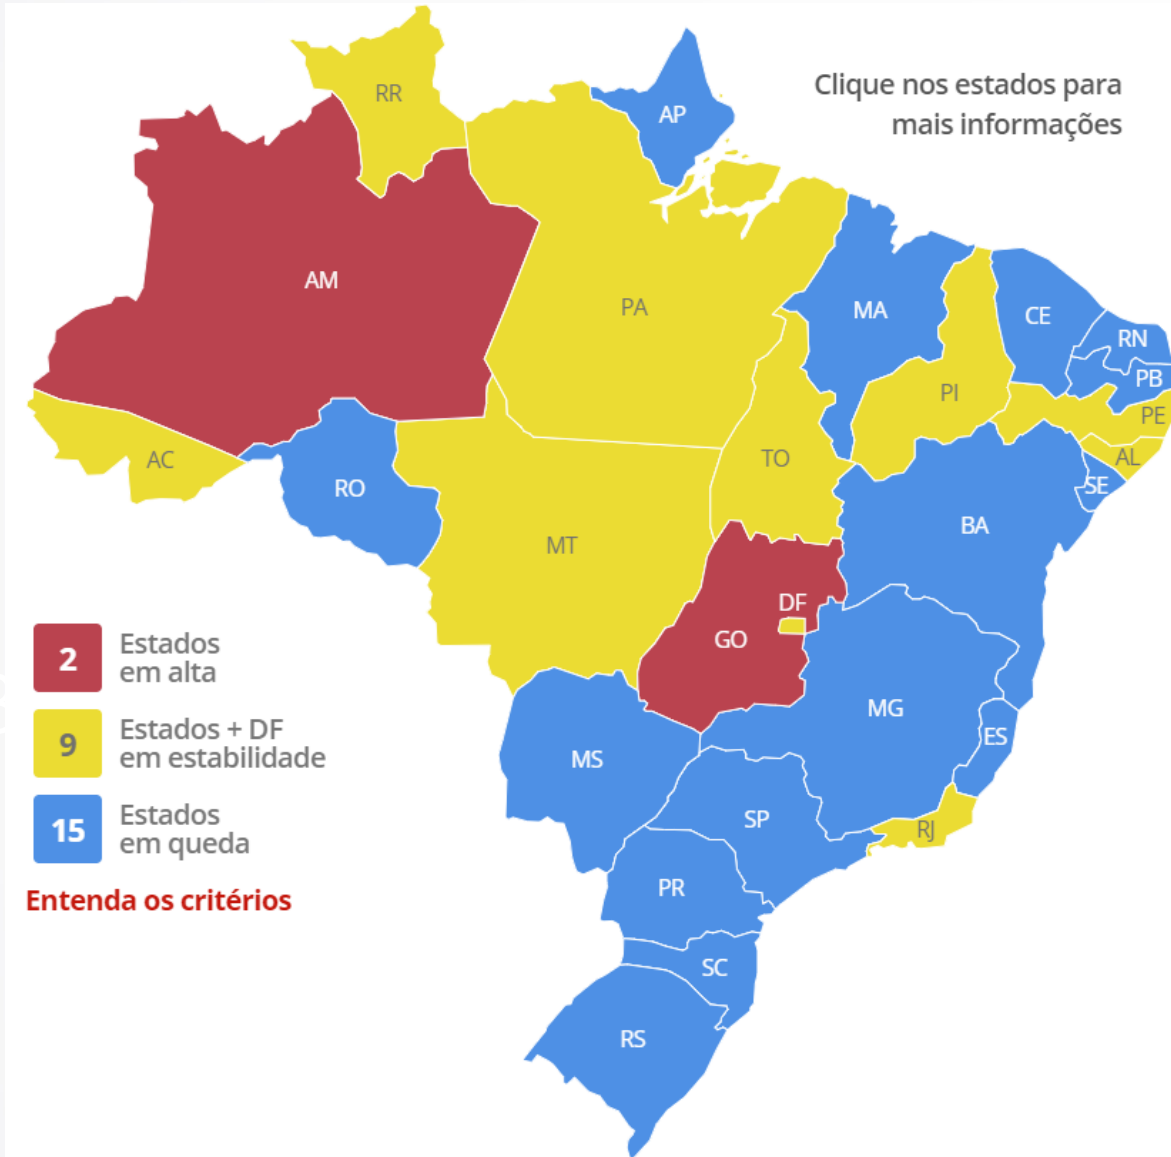 Clique nos estados para
mais informações
RR
AP
AM
PA
MA
CE
RN
PB
PI
PE
AC
TO
AL
SE
RO
BA
MT
DF
GO
MG
ES
MS
SP
RJ
PR
SC
RS
2
Estados
em alta
9
Estados + DF
em estabilidade
15
Estados
em queda
Entenda os critérios